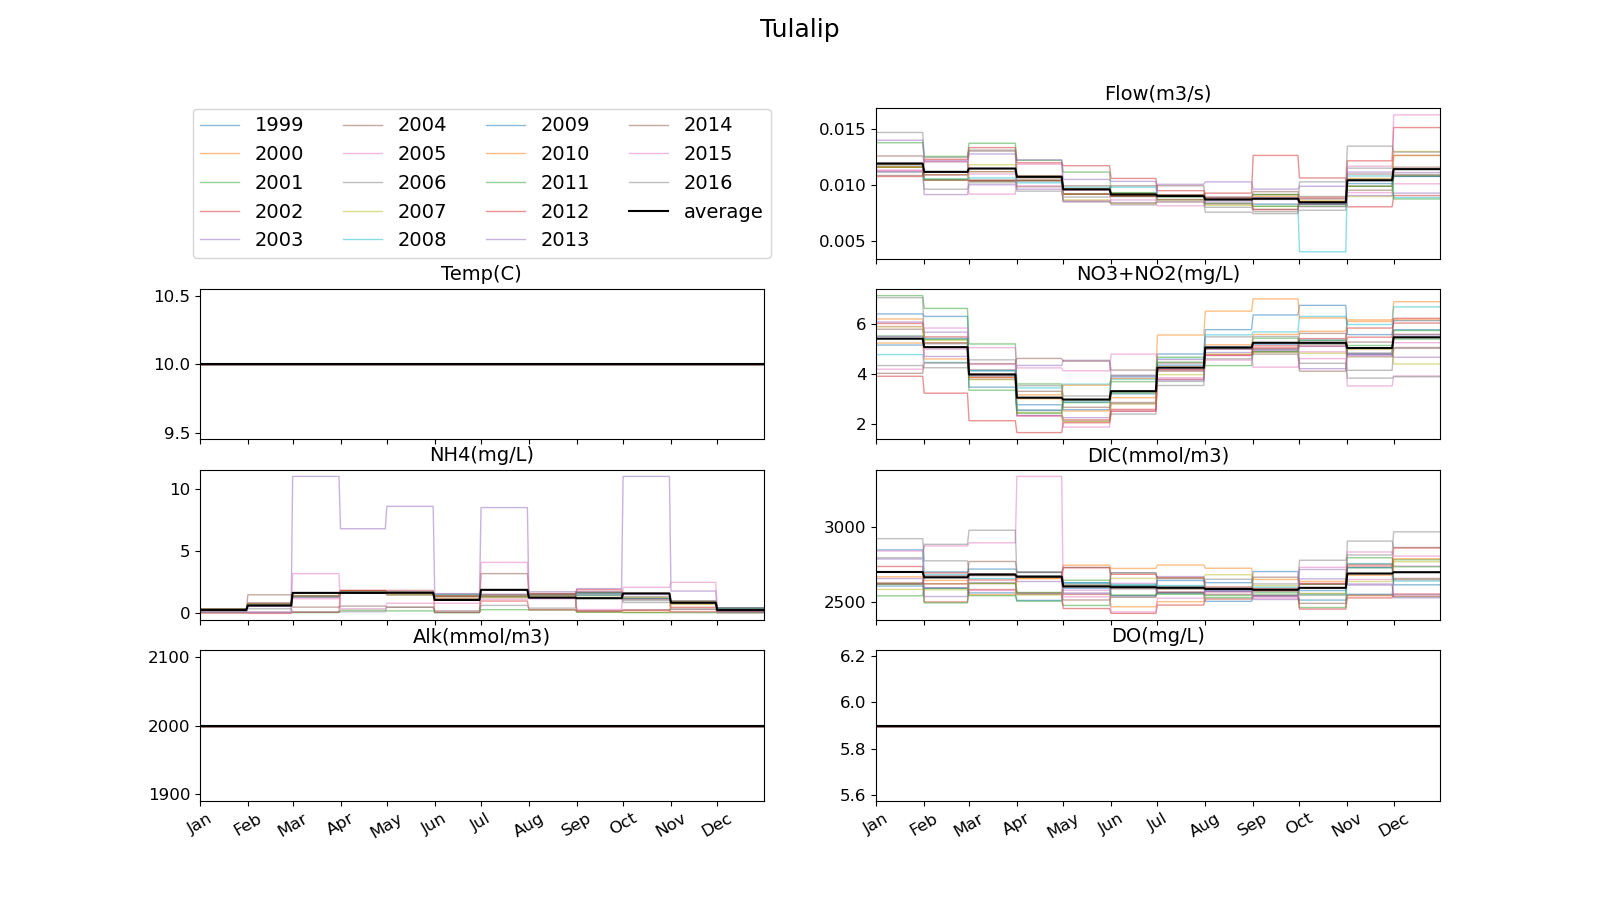 Tulalip
1999 2004 2009 2014
2000 2005 2010 2015
2001 2006 2011 2016
2002 2007 2012 average
2003 2008 2013
Flow(m3/s)
0.015
0.010
0.005
Temp(C)
10.5
10.0
9.5
NO3+NO2(mg/L)
6
4
2
NH4(mg/L)
10
5
0
DIC(mmol/m3)
3000
2500
Alk(mmol/m3)
2100
2000
1900
Jan Feb Mar Apr May Jun Jul Aug Sep Oct Nov Dec
DO(mg/L)
6.2
6.0
5.8
5.6
Jan Feb Mar Apr May Jun Jul Aug Sep Oct Nov Dec